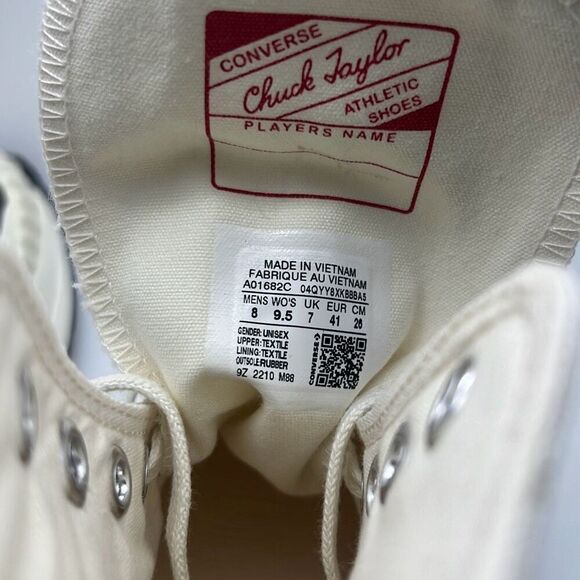 CONVERSE
Chuck Taylor
ATHLETIC
SHOES
PLAYERS NAME
MADE IN VIETNAM
FABRIQUE AU VIETNAM
A01682C 04QYY8XKBBBAS
MENS WO'S UK EUR CM
8 9.5 7 41 26
GENDER: UNISEX
UPPER: TEXTILE
LINING: TEXTILE
OUTSOLE: RUBBER
9Z 2210 M88
CONVERSE